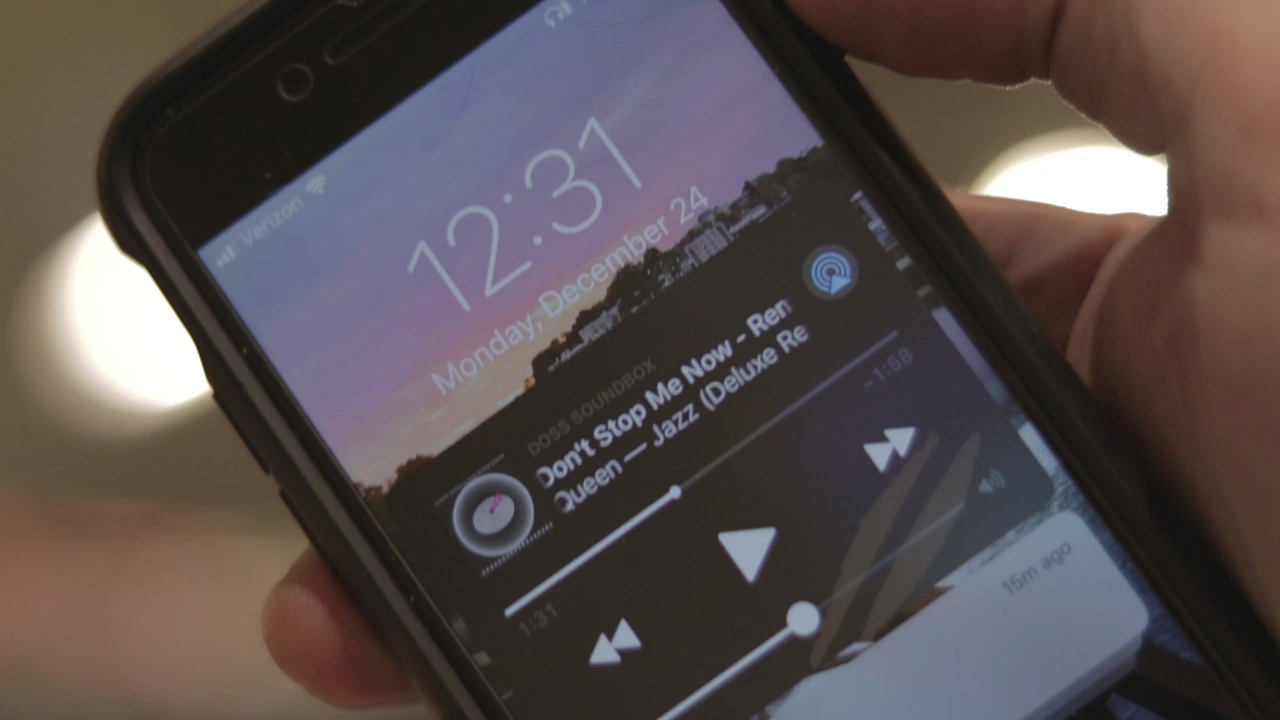 Verizon
12:31
Monday, December 24
DOSS SOUNDBOX
Don't Stop Me Now - Ren
Queen — Jazz (Deluxe Re
1:31
-1:58
15m ago